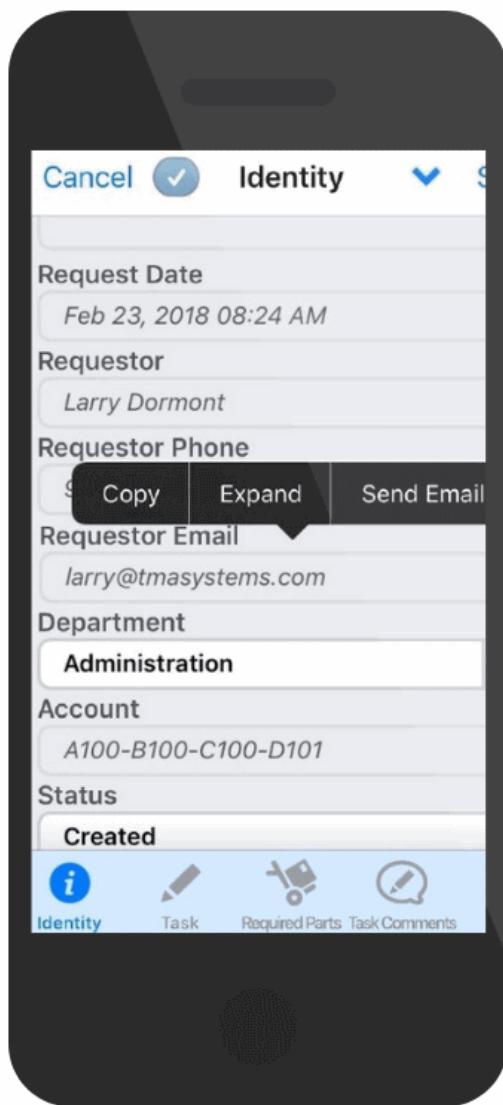 Cancel Identity
Request Date
Feb 23, 2018 08:24 AM
Requestor
Larry Dormont
Requestor Phone
Copy Expand Send Email
Requestor Email
larry@tmasystems.com
Department
Administration
Account
A100-B100-C100-D101
Status
Created
Identity Task Required Parts Task Comments